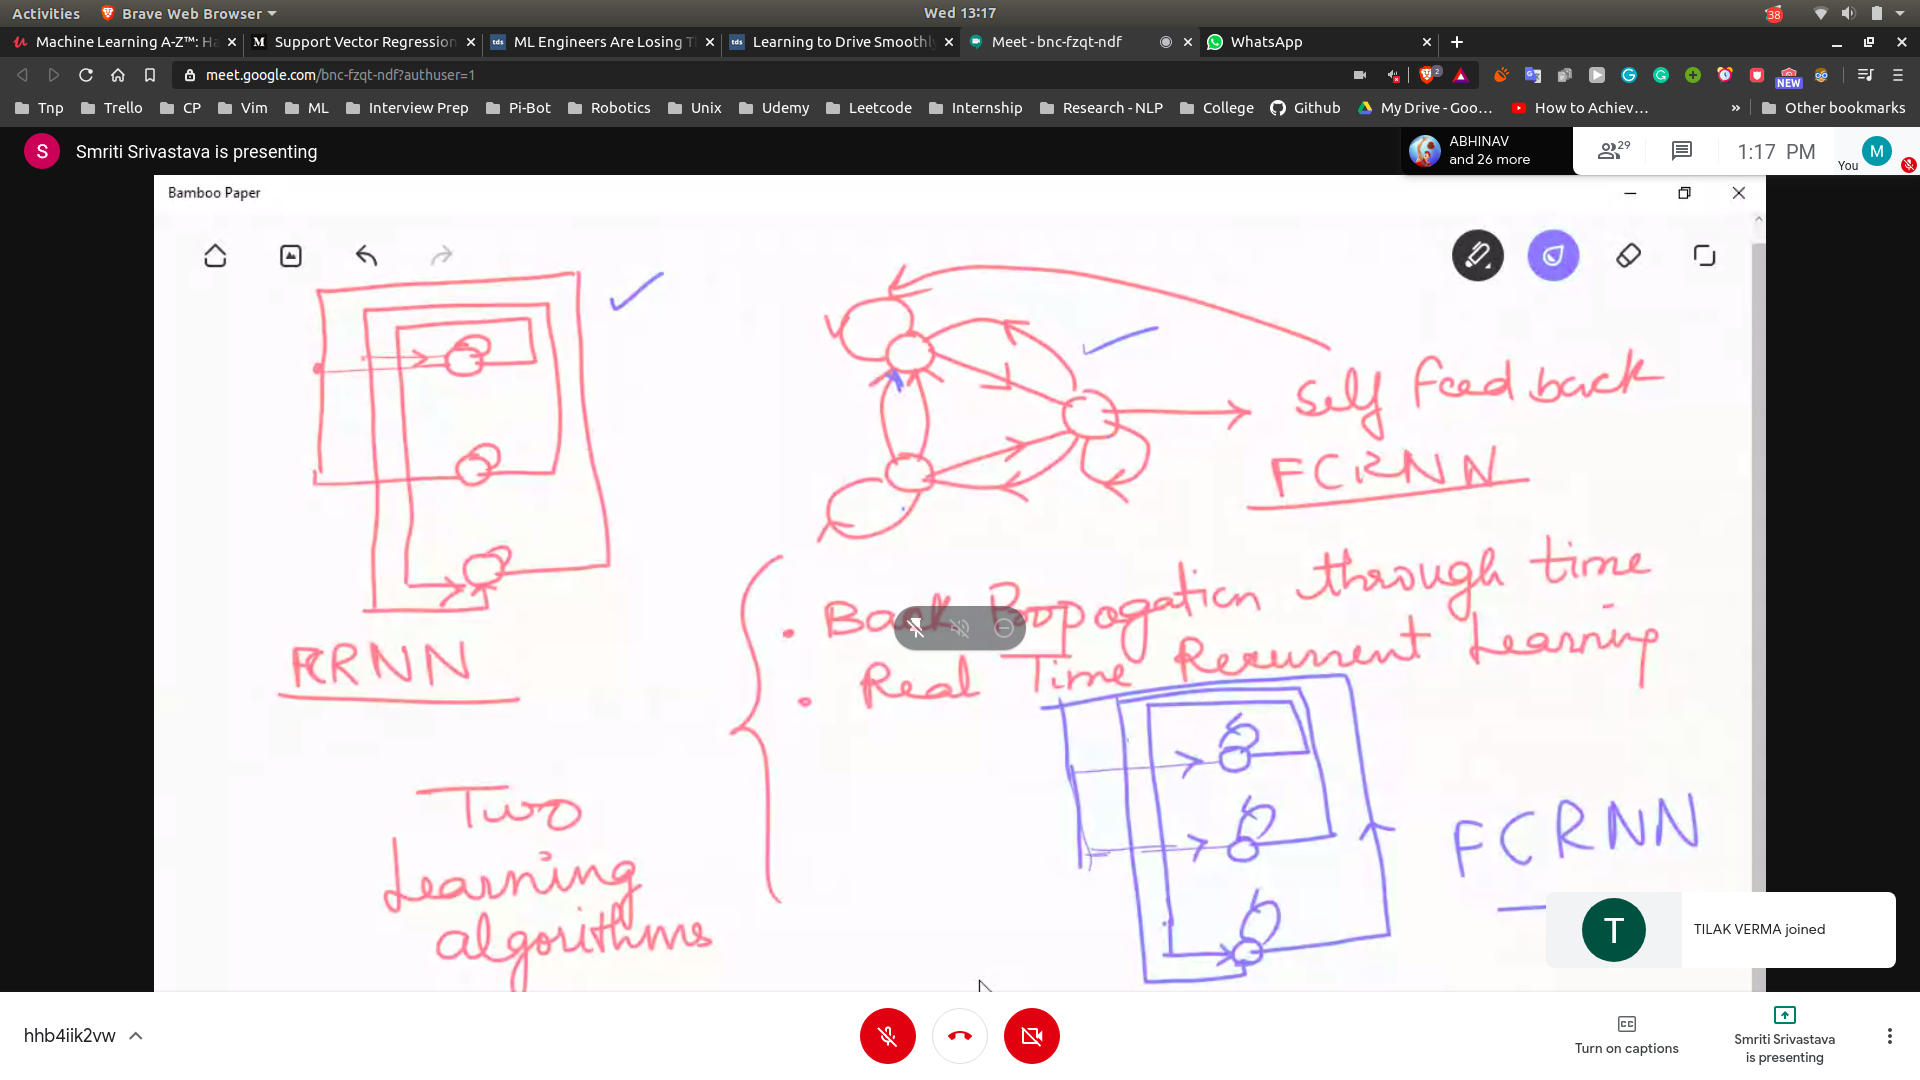 Activities
Brave Web Browser
Wed 13:17
38
Machine Learning A-Z™: Ha
Support Vector Regression
ML Engineers Are Losing T
Learning to Drive Smoothly
Meet - bnc-fzqt-ndf
WhatsApp
meet.google.com/bnc-fzqt-ndf?authuser=1
2
NEW
Tnp
Trello
CP
Vim
ML
Interview Prep
Pi-Bot
Robotics
Unix
Udemy
Leetcode
Internship
Research - NLP
College
Github
My Drive - Goo…
How to Achiev…
»
Other bookmarks
S
Smriti Srivastava is presenting
ABHINAV
and 26 more
29
1:17 PM
You
M
Bamboo Paper
Self Feed back
FCRNN
Back Propogation through time
Real Time Recurrent Learning
RNN
Two
Learning
algorithms
FCRNN
T
TILAK VERMA joined
hhb4iik2vw
Turn on captions
Smriti Srivastava
is presenting